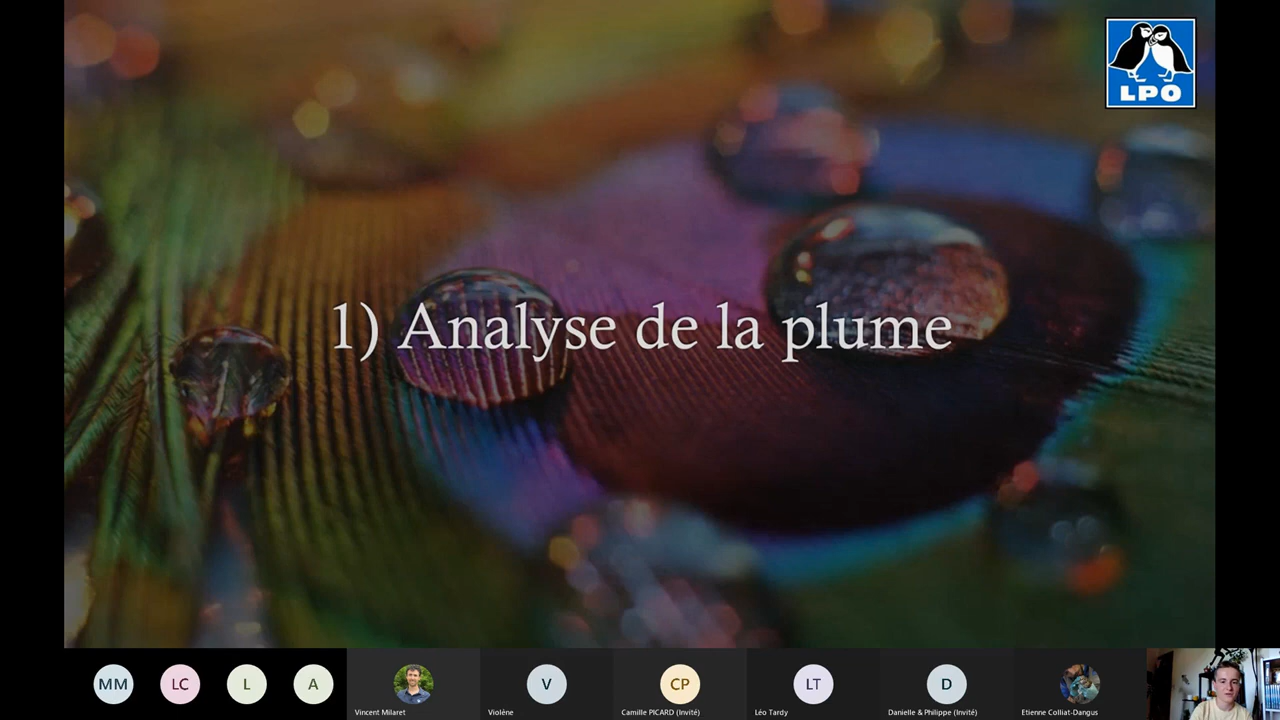 LPO
1) Analyse de la plume
MM
LC
L
A
Vincent Milaret
V
Violène
CP
Camille PICARD (Invité)
LT
Léo Tardy
D
Danielle & Philippe (Invité)
Etienne Colliat-Dangus